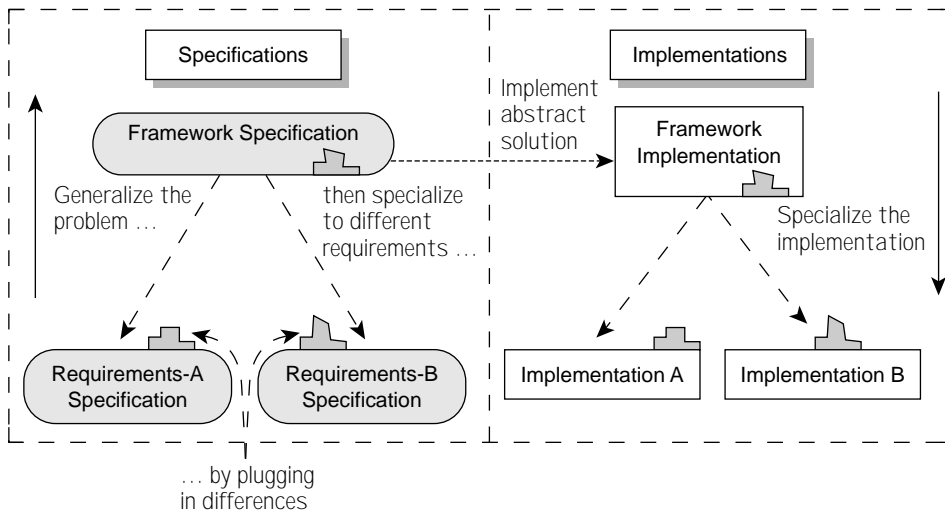 Specifications
Implementations
Implement
abstract
solution
Framework Specification
Framework
Implementation
Generalize the
problem …
then specialize
to different
requirements …
Specialize the
implementation
Requirements-A
Specification
Requirements-B
Specification
Implementation A
Implementation B
… by plugging
in differences